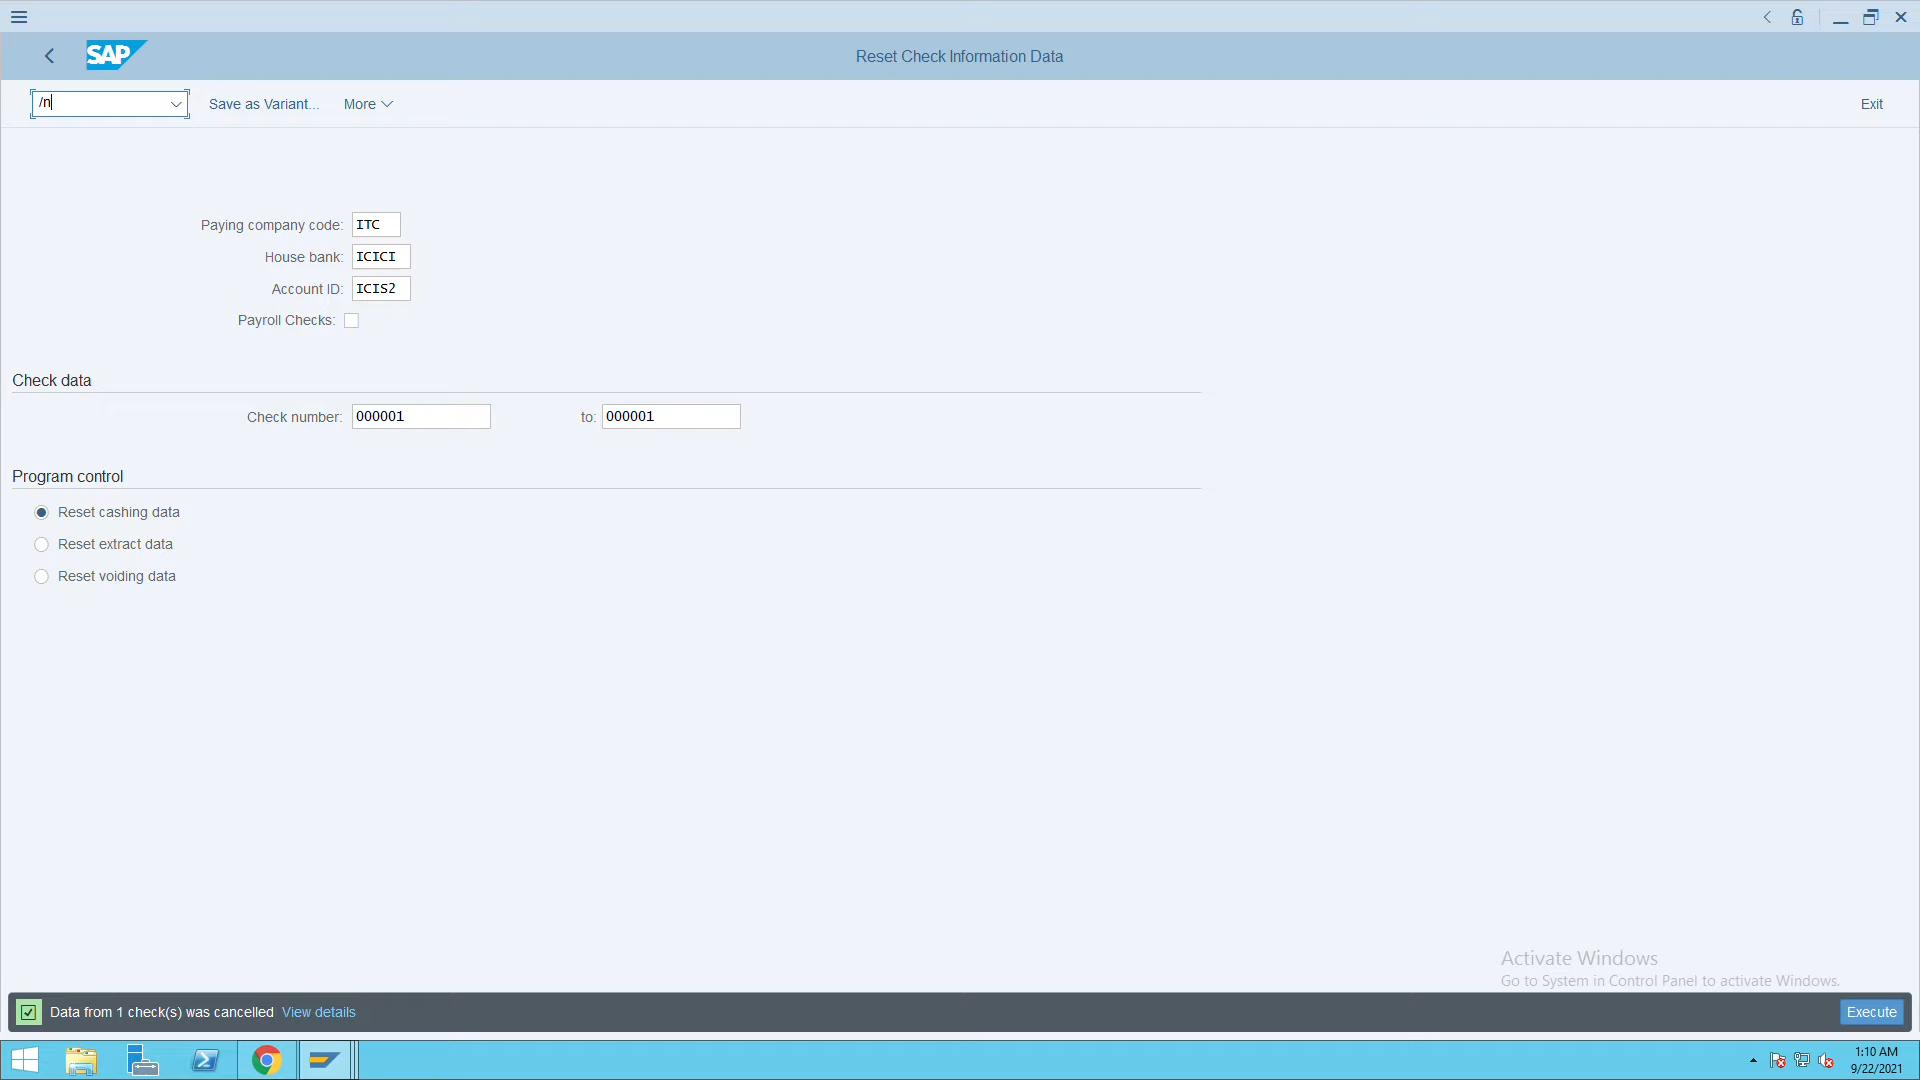 SAP
Reset Check Information Data
/n
Save as Variant...
More
Exit
Paying company code: ITC
House bank: ICICI
Account ID: ICIS2
Payroll Checks:
Check data
Check number: 000001 to: 000001
Program control
Reset cashing data
Reset extract data
Reset voiding data
Activate Windows
Go to System in Control Panel to activate Windows.
Data from 1 check(s) was cancelled View details
Execute
1:10 AM
9/22/2021